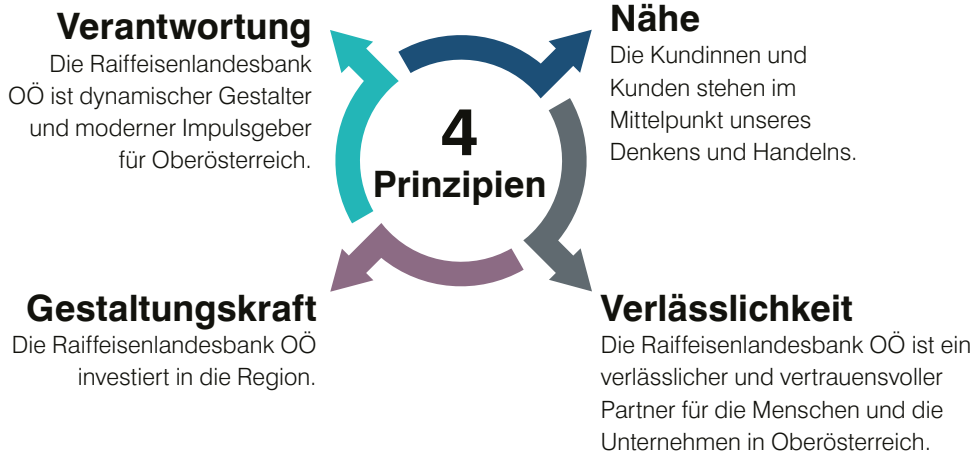 Verantwortung
Die Raiffeisenlandesbank
OÖ ist dynamischer Gestalter
und moderner Impulsgeber
für Oberösterreich.
Nähe
Die Kundinnen und
Kunden stehen im
Mittelpunkt unseres
Denkens und Handelns.
4
Prinzipien
Gestaltungskraft
Die Raiffeisenlandesbank OÖ
investiert in die Region.
Verlässlichkeit
Die Raiffeisenlandesbank OÖ ist ein
verlässlicher und vertrauensvoller
Partner für die Menschen und die
Unternehmen in Oberösterreich.